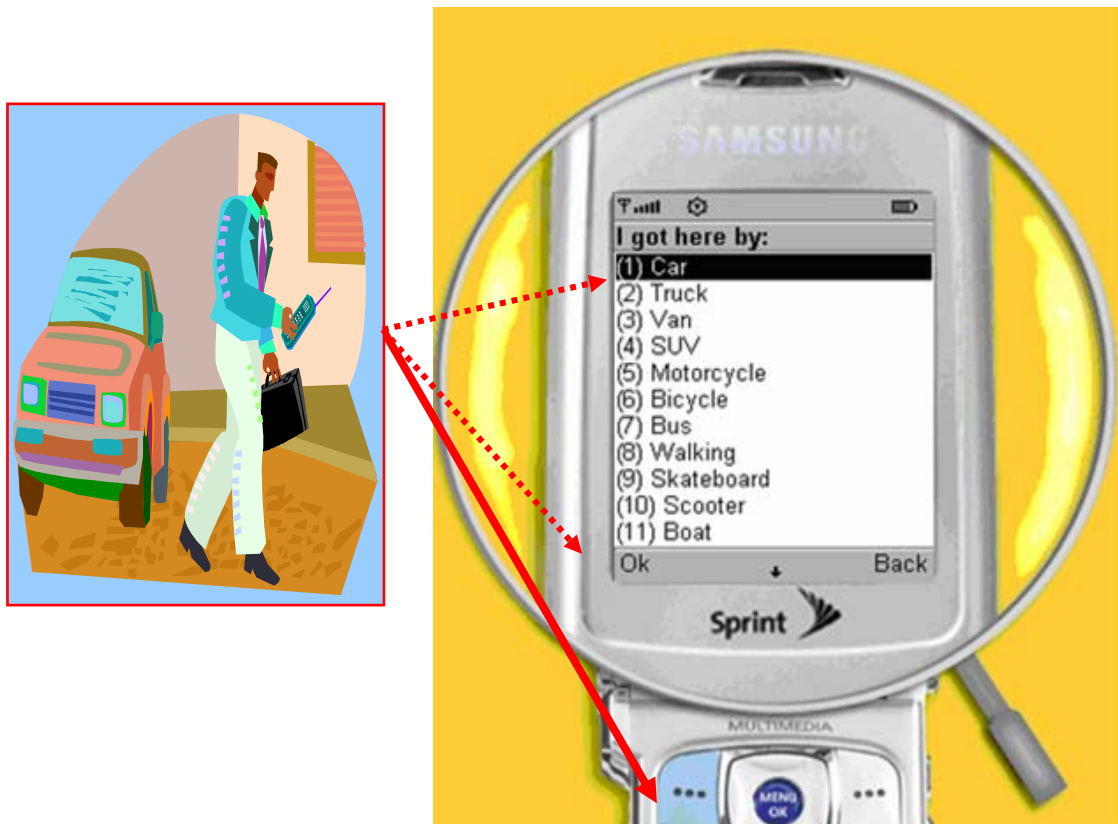 SAMSUNG
I got here by:
(1) Car
(2) Truck
(3) Van
(4) SUV
(5) Motorcycle
(6) Bicycle
(7) Bus
(8) Walking
(9) Skateboard
(10) Scooter
(11) Boat
Ok Back
Sprint
MULTIMEDIA
MENU
OK